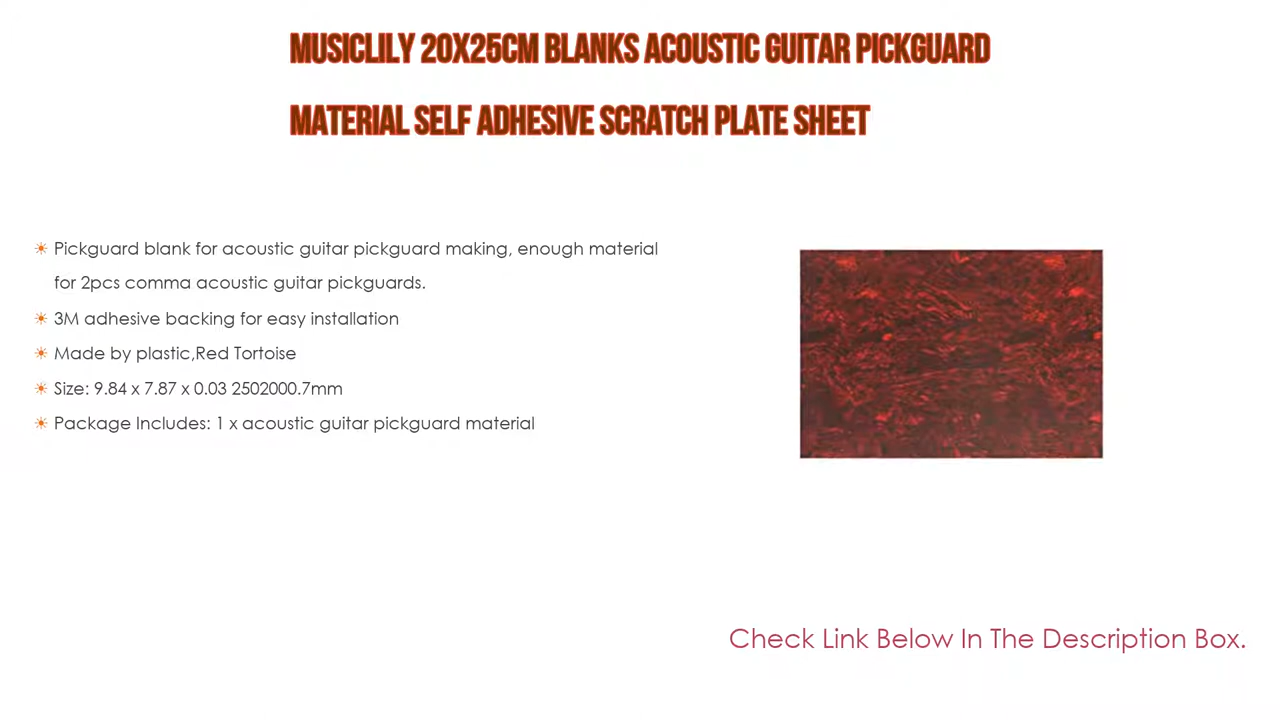 MUSICLILY 20X25CM BLANKS ACOUSTIC GUITAR PICKGUARD
MATERIAL SELF ADHESIVE SCRATCH PLATE SHEET
Pickguard blank for acoustic guitar pickguard making, enough material
for 2pcs comma acoustic guitar pickguards.
3M adhesive backing for easy installation
Made by plastic,Red Tortoise
Size: 9.84 x 7.87 x 0.03 2502000.7mm
Package Includes: 1 x acoustic guitar pickguard material
Check Link Below In The Description Box.